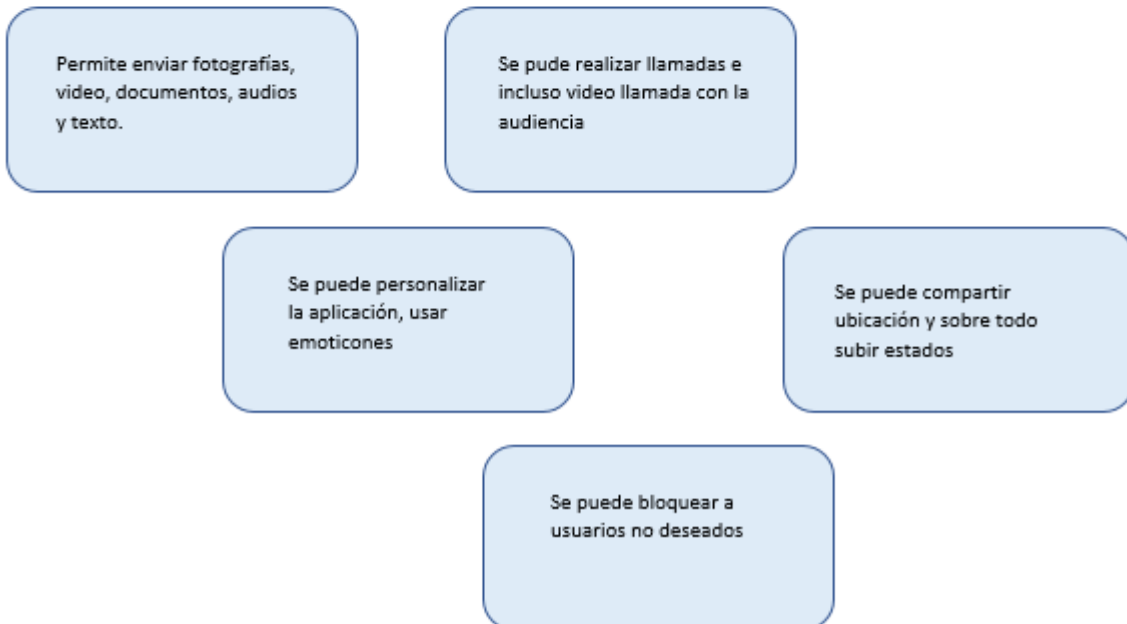 Permite enviar fotografías,
video, documentos, audios
y texto.
Se pude realizar llamadas e
incluso video llamada con la
audiencia
Se puede personalizar
la aplicación, usar
emoticones
Se puede compartir
ubicación y sobre todo
subir estados
Se puede bloquear a
usuarios no deseados